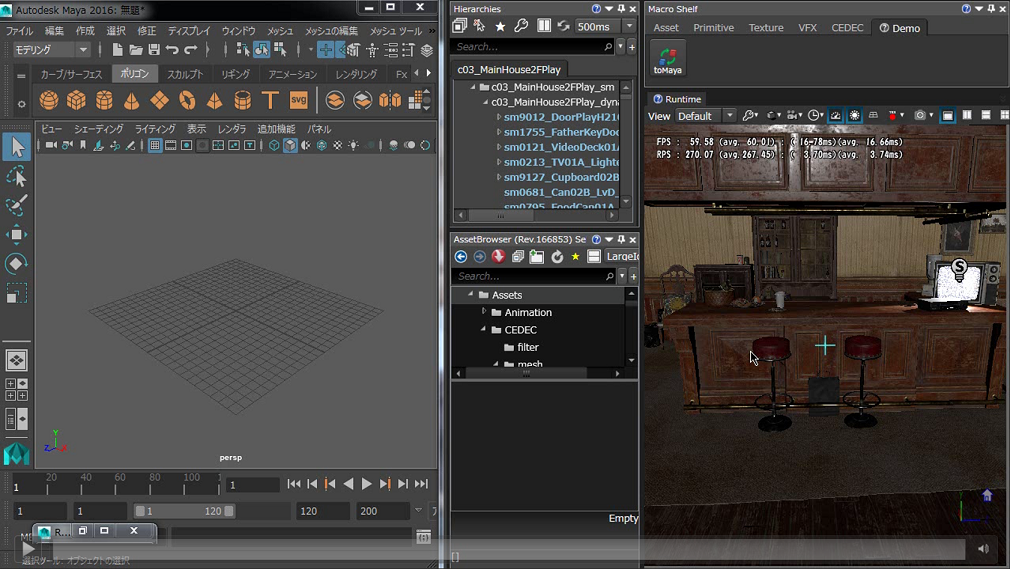 Autodesk Maya 2016: 無題*
ファイル 編集 作成 選択 修正 ディスプレイ ウィンドウ メッシュ メッシュの編集 メッシュ ツール
モデリング
カーブ/サーフェス ポリゴン スカルプト リギング アニメーション レンダリング Fx
svg
ビュー シェーディング ライティング 表示 レンダラ 追加機能 パネル
Y
Z
X
persp
20 40 60 80 100
1
1
1 1 1 120 120 200
R...
選択ツール: オブジェクトの選択
Hierarchies
500ms
Search...
c03_MainHouse2FPlay
c03_MainHouse2FPlay_sm
c03_MainHouse2FPlay_dyna
sm9012_DoorPlayH210
sm1755_FatherKeyDoo
sm0121_VideoDeck01A
sm0213_TV01A_Lighte
sm9127_Cupboard02B
sm0681_Can02B_LvD_
sm0795_FoodCan01A
AssetBrowser (Rev.166853) Se
LargeIc
Search...
Assets
Animation
CEDEC
filter
mesh
Empty
[]
Macro Shelf
Asset Primitive Texture VFX CEDEC Demo
toMaya
Runtime
View Default
FPS : 59.58 (avg. 60.01) : ( 16.78ms)(avg. 16.66ms)
RPS : 270.07 (avg.267.45) : ( 3.70ms)(avg. 3.74ms)
S